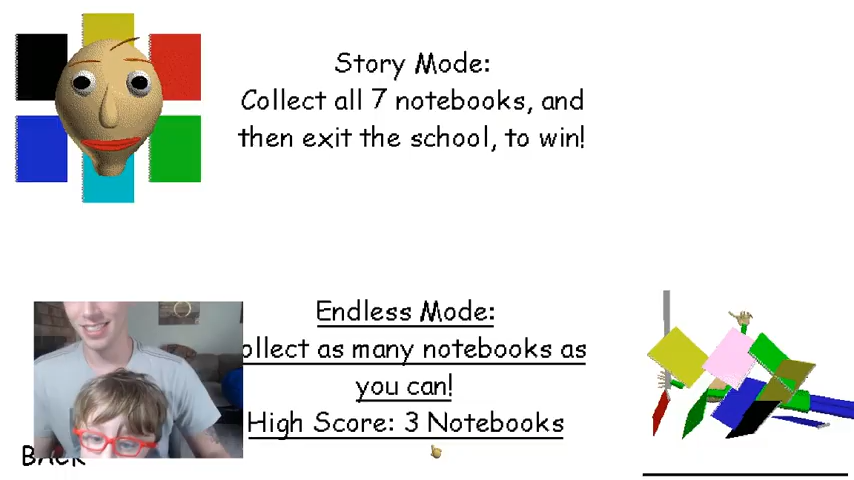 Story Mode:
Collect all 7 notebooks, and
then exit the school, to win!
Endless Mode:
ollect as many notebooks as
you can!
High Score: 3 Notebooks
BACK